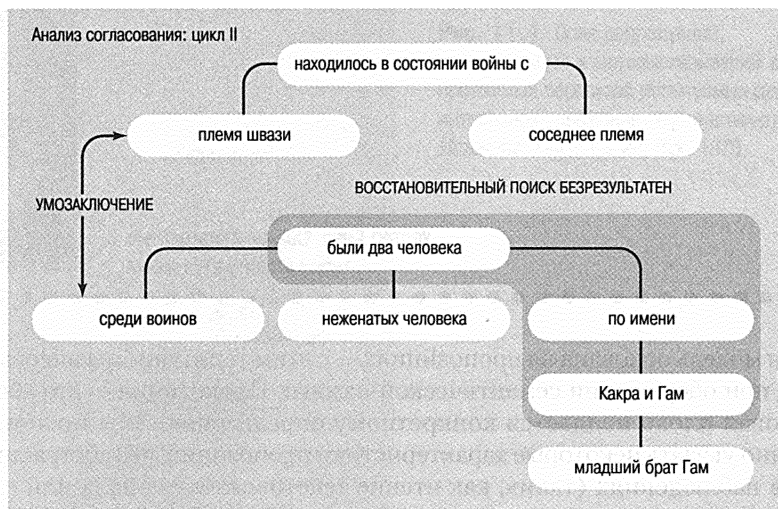 Анализ согласования: цикл II
находилось в состоянии войны с
племя швази
соседнее племя
ВОССТАНОВИТЕЛЬНЫЙ ПОИСК БЕЗРЕЗУЛЬТАТЕН
УМОЗАКЛЮЧЕНИЕ
были два человека
среди воинов
неженатых человека
по имени
Какра и Гам
младший брат Гам